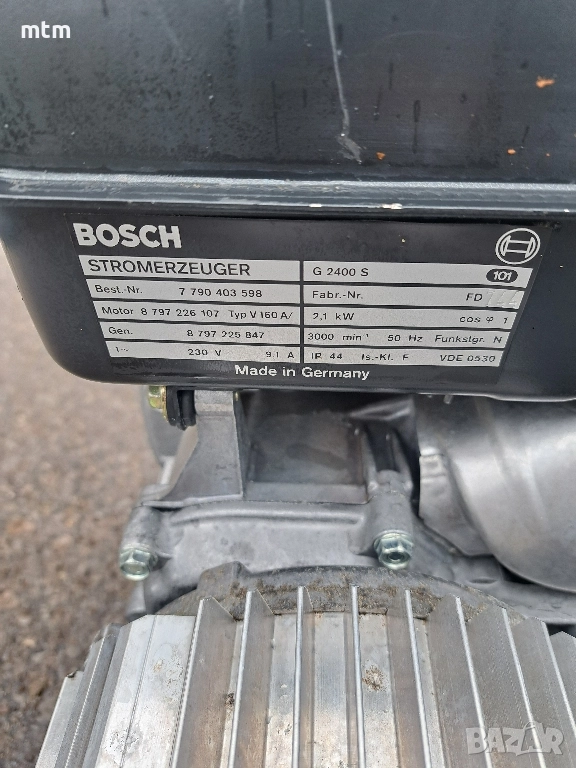 mtm
BOSCH
STROMERZEUGER G 2400 S 101
Best.-Nr. 7 790 403 598 Fabr.-Nr. FD
Motor 8 797 226 107 Typ V 160 A/ 2,1 kW cos φ 1
Gen. 8 797 225 847 3000 min⁻¹ 50 Hz Funkstgr. N
1~ 230 V 9,1 A IP 44 Is.-Kl. F VDE 0530
Made in Germany
BAZAR